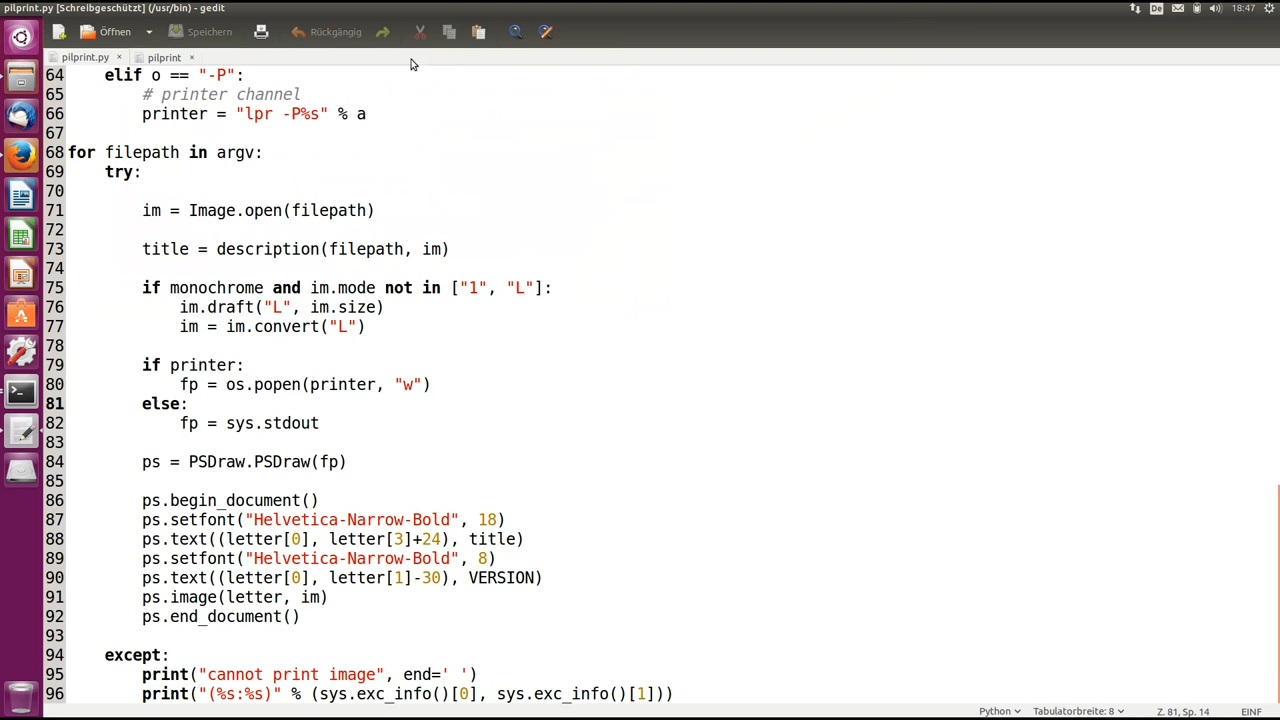 pilprint.py [Schreibgeschützt] (/usr/bin) - gedit
De
18:47
Öffnen
Speichern
Rückgängig
pilprint.py ×
pilprint ×
64 elif o == "-P":
65 # printer channel
66 printer = "lpr -P%s" % a
67
68 for filepath in argv:
69 try:
70
71 im = Image.open(filepath)
72
73 title = description(filepath, im)
74
75 if monochrome and im.mode not in ["1", "L"]:
76 im.draft("L", im.size)
77 im = im.convert("L")
78
79 if printer:
80 fp = os.popen(printer, "w")
81 else:
82 fp = sys.stdout
83
84 ps = PSDraw.PSDraw(fp)
85
86 ps.begin_document()
87 ps.setfont("Helvetica-Narrow-Bold", 18)
88 ps.text((letter[0], letter[3]+24), title)
89 ps.setfont("Helvetica-Narrow-Bold", 8)
90 ps.text((letter[0], letter[1]-30), VERSION)
91 ps.image(letter, im)
92 ps.end_document()
93
94 except:
95 print("cannot print image", end=' ')
96 print("(%s:%s)" % (sys.exc_info()[0], sys.exc_info()[1]))
Python
Tabulatorbreite: 8
Z. 81, Sp. 14
EINF